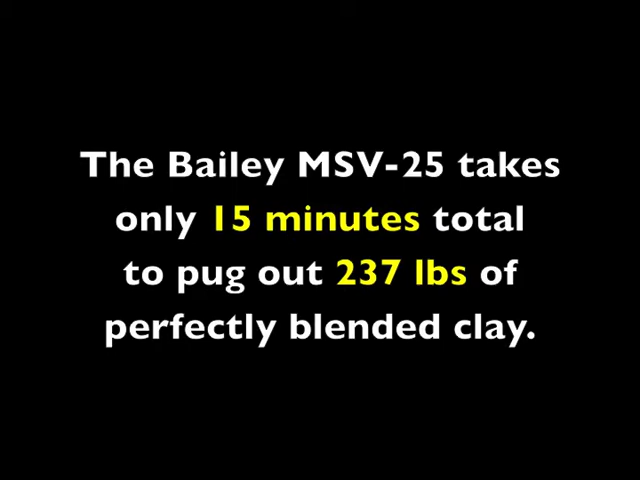 The Bailey MSV-25 takes
only 15 minutes total
to pug out 237 lbs of
perfectly blended clay.